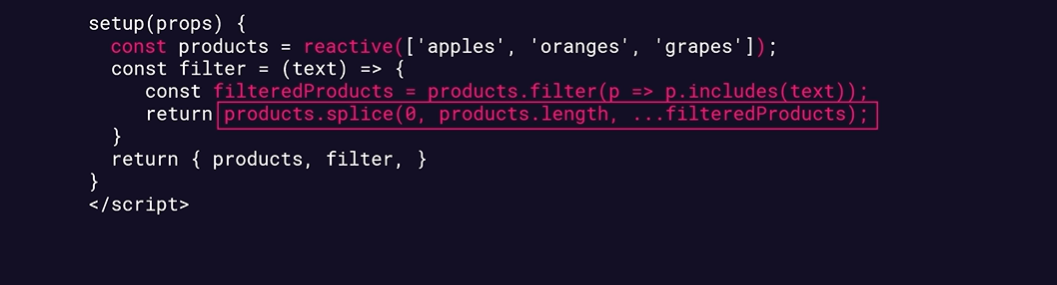 setup(props) {
const products = reactive(['apples', 'oranges', 'grapes']);
const filter = (text) => {
const filteredProducts = products.filter(p => p.includes(text));
return products.splice(0, products.length, ...filteredProducts);
}
return { products, filter, }
}
</script>